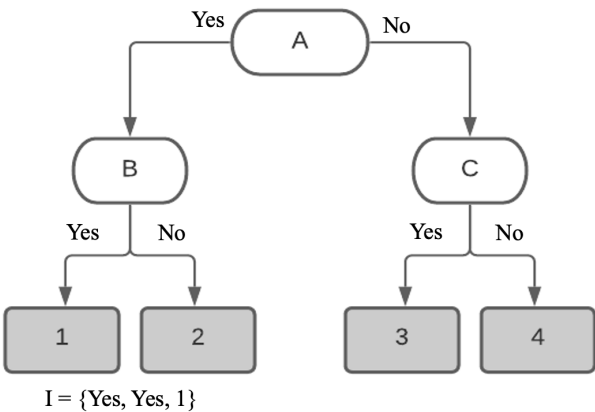 Yes
A
No
B
C
Yes
No
Yes
No
1
2
3
4
I = {Yes, Yes, 1}